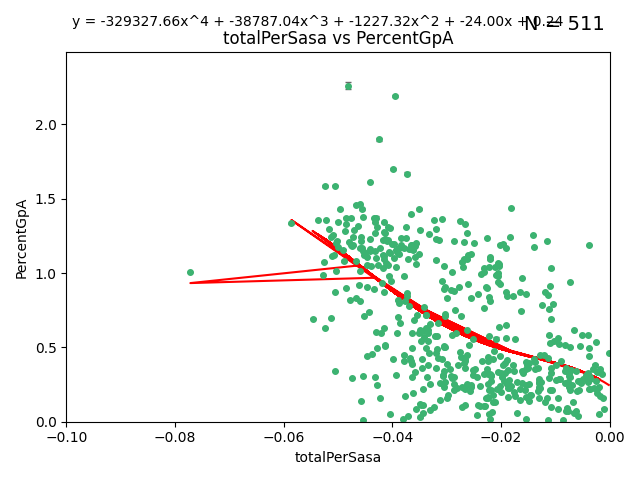 y = -329327.66x^4 + -38787.04x^3 + -1227.32x^2 + -24.00x + 0.24
N = 511
totalPerSasa vs PercentGpA
PercentGpA
2.0
1.5
1.0
0.5
0.0
−0.10 −0.08 −0.06 −0.04 −0.02 0.00
totalPerSasa